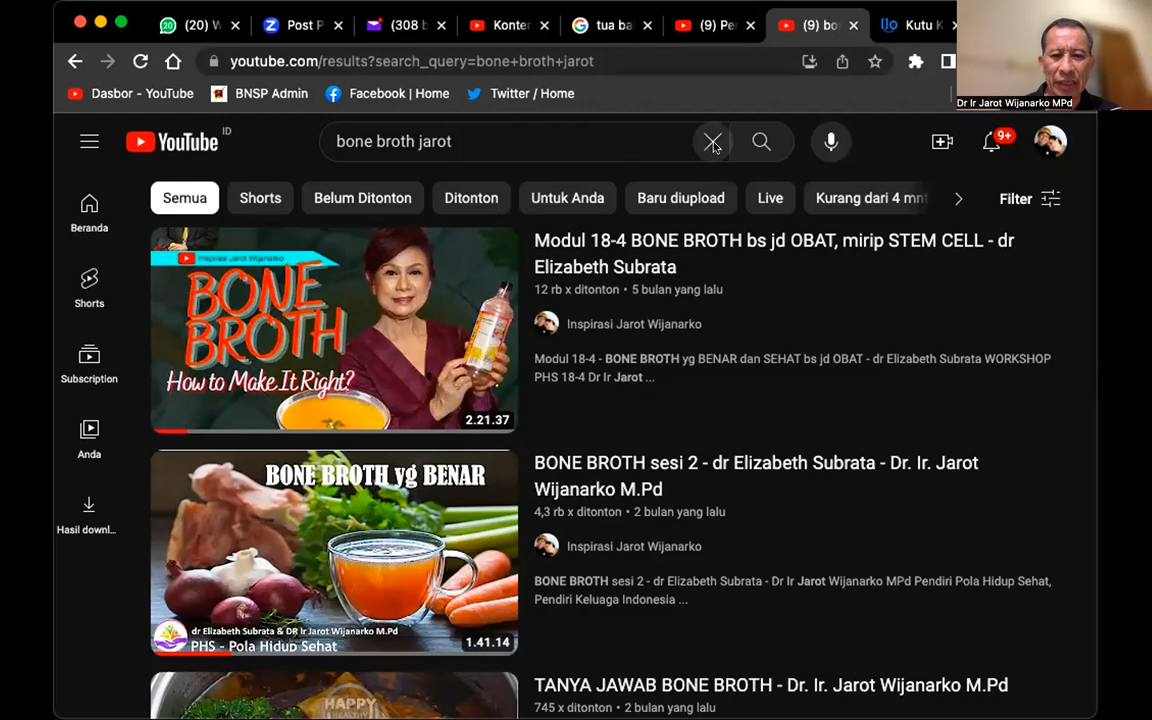 (20) W
Post P
(308 b
Konter
tua bal
(9) Pe
(9) bo
Kutu K
youtube.com/results?search_query=bone+broth+jarot
Dasbor - YouTube
BNSP Admin
Facebook | Home
Twitter / Home
Dr Ir Jarot Wijanarko MPd
YouTube ID
bone broth jarot
9+
Semua
Shorts
Belum Ditonton
Ditonton
Untuk Anda
Baru diupload
Live
Kurang dari 4 mnt
Filter
Beranda
Shorts
Subscription
Anda
Hasil downl...
Inspirasi Jarot Wijanarko
BONE
BROTH
How to Make It Right?
2.21.37
Modul 18-4 BONE BROTH bs jd OBAT, mirip STEM CELL - dr
Elizabeth Subrata
12 rb x ditonton • 5 bulan yang lalu
Inspirasi Jarot Wijanarko
Modul 18-4 - BONE BROTH yg BENAR dan SEHAT bs jd OBAT - dr Elizabeth Subrata WORKSHOP
PHS 18-4 Dr Ir Jarot ...
BONE BROTH yg BENAR
dr Elizabeth Subrata & DR Ir Jarot Wijanarko M.Pd
PHS - Pola Hidup Sehat
1.41.14
BONE BROTH sesi 2 - dr Elizabeth Subrata - Dr. Ir. Jarot
Wijanarko M.Pd
4,3 rb x ditonton • 2 bulan yang lalu
Inspirasi Jarot Wijanarko
BONE BROTH sesi 2 - dr Elizabeth Subrata - Dr Ir Jarot Wijanarko MPd Pendiri Pola Hidup Sehat,
Pendiri Keluaga Indonesia ...
HAPPY
TANYA JAWAB BONE BROTH - Dr. Ir. Jarot Wijanarko M.Pd
745 x ditonton • 2 bulan yang lalu